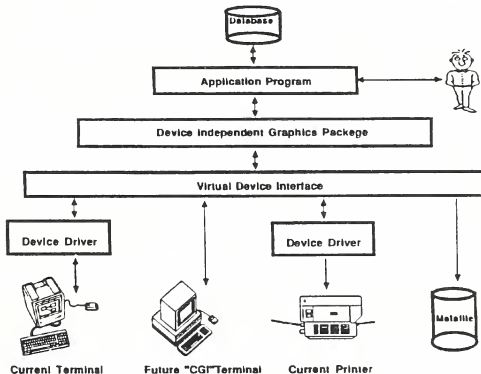 Database
Application Program
Device Independent Graphics Packege
Virtual Device Interface
Device Driver
Device Driver
Metafile
Current Terminal
Future "CGI" Terminal
Current Printer